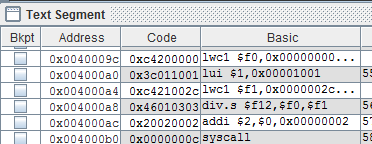 Text Segment
Bkpt Address Code Basic
0x0040009c 0xc4200000 lwc1 $f0,0x00000000...
0x004000a0 0x3c011001 lui $1,0x00001001 55
0x004000a4 0xc421002c lwc1 $f1,0x0000002c...
0x004000a8 0x46010303 div.s $f12,$f0,$f1 56
0x004000ac 0x20020002 addi $2,$0,0x00000002 57
0x004000b0 0x0000000c syscall 58